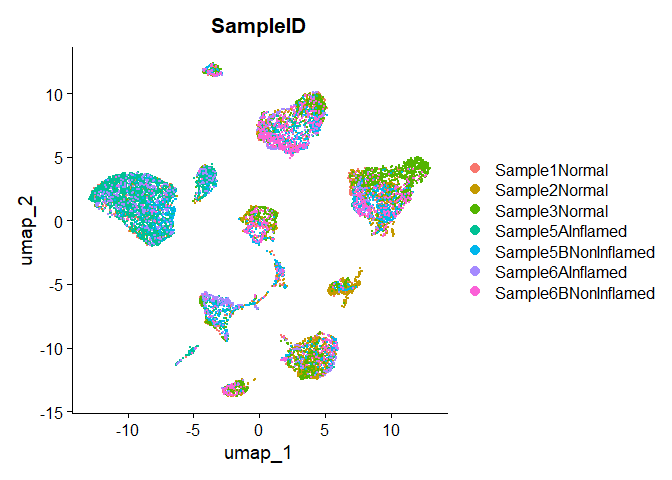 SampleID
umap_2
10
5
0
-5
-10
-15
-10
-5
0
5
10
umap_1
Sample1Normal
Sample2Normal
Sample3Normal
Sample5AInflamed
Sample5BNonInflamed
Sample6AInflamed
Sample6BNonInflamed